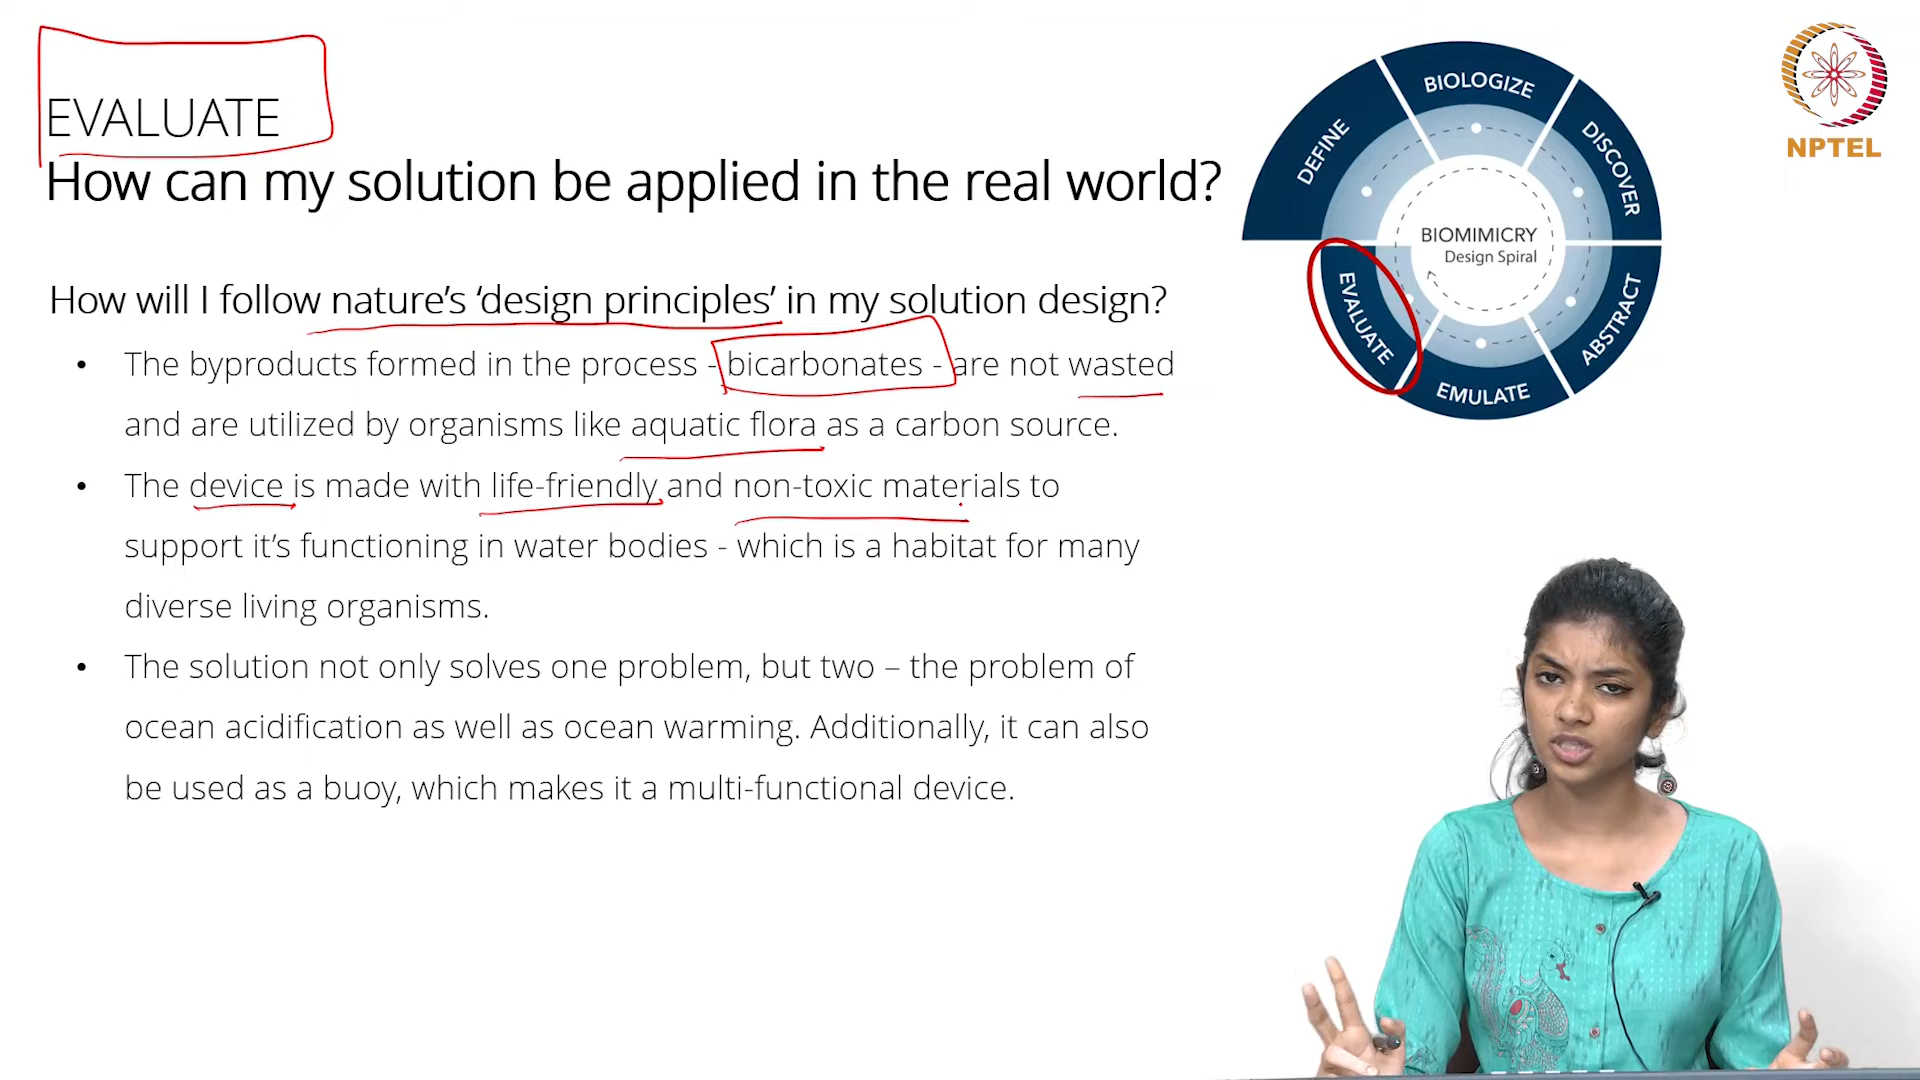 EVALUATE
How can my solution be applied in the real world?
How will I follow nature’s ‘design principles’ in my solution design?
• The byproducts formed in the process - bicarbonates - are not wasted
and are utilized by organisms like aquatic flora as a carbon source.
• The device is made with life-friendly and non-toxic materials to
support it’s functioning in water bodies - which is a habitat for many
diverse living organisms.
• The solution not only solves one problem, but two – the problem of
ocean acidification as well as ocean warming. Additionally, it can also
be used as a buoy, which makes it a multi-functional device.
DEFINE
BIOLOGIZE
DISCOVER
ABSTRACT
EMULATE
EVALUATE
BIOMIMICRY
Design Spiral
NPTEL